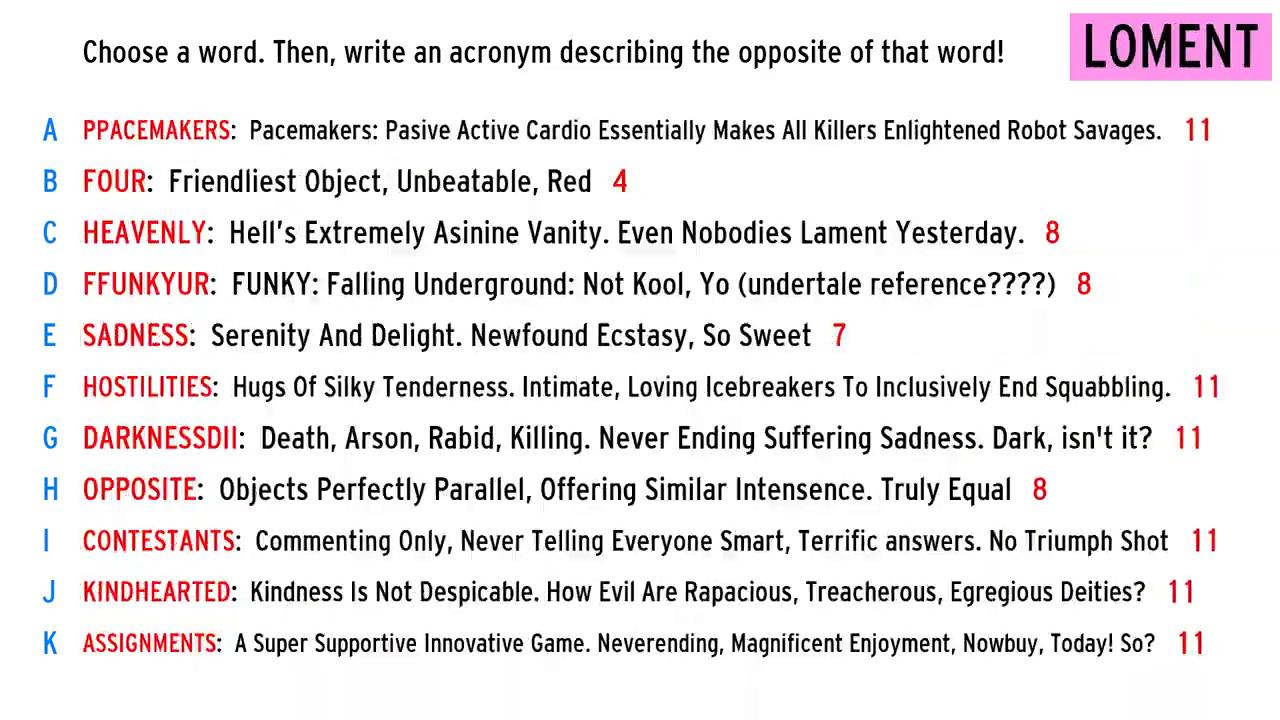 Choose a word. Then, write an acronym describing the opposite of that word!
LOMENT
A PPACEMAKERS: Pacemakers: Pasive Active Cardio Essentially Makes All Killers Enlightened Robot Savages. 11
B FOUR: Friendliest Object, Unbeatable, Red 4
C HEAVENLY: Hell's Extremely Asinine Vanity. Even Nobodies Lament Yesterday. 8
D FFUNKYUR: FUNKY: Falling Underground: Not Kool, Yo (undertale reference????) 8
E SADNESS: Serenity And Delight. Newfound Ecstasy, So Sweet 7
F HOSTILITIES: Hugs Of Silky Tenderness. Intimate, Loving Icebreakers To Inclusively End Squabbling. 11
G DARKNESSDII: Death, Arson, Rabid, Killing. Never Ending Suffering Sadness. Dark, isn't it? 11
H OPPOSITE: Objects Perfectly Parallel, Offering Similar Intensence. Truly Equal 8
I CONTESTANTS: Commenting Only, Never Telling Everyone Smart, Terrific answers. No Triumph Shot 11
J KINDHEARTED: Kindness Is Not Despicable. How Evil Are Rapacious, Treacherous, Egregious Deities? 11
K ASSIGNMENTS: A Super Supportive Innovative Game. Neverending, Magnificent Enjoyment, Nowbuy, Today! So? 11